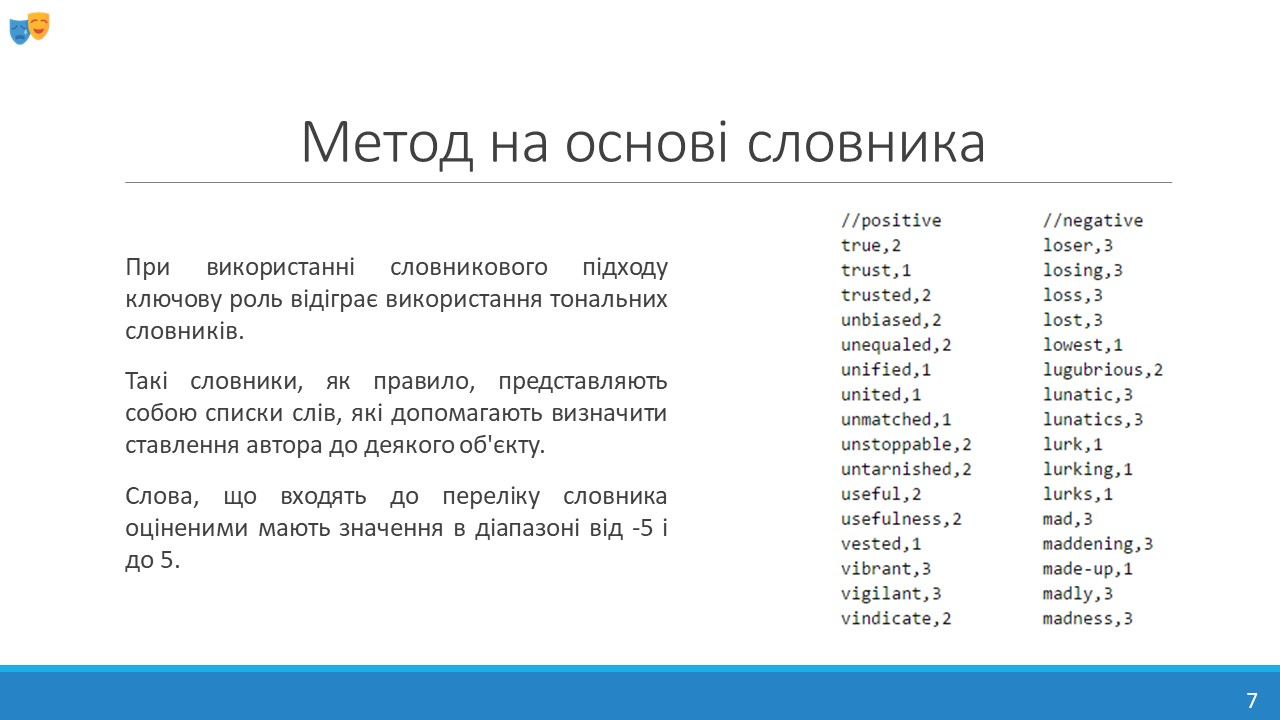 Метод на основі словника
При використанні словникового підходу
ключову роль відіграє використання тональних
словників.
Такі словники, як правило, представляють
собою списки слів, які допомагають визначити
ставлення автора до деякого об'єкту.
Слова, що входять до переліку словника
оціненими мають значення в діапазоні від -5 і
до 5.
//positive
true,2
trust,1
trusted,2
unbiased,2
unequaled,2
unified,1
united,1
unmatched,1
unstoppable,2
untarnished,2
useful,2
usefulness,2
vested,1
vibrant,3
vigilant,3
vindicate,2
//negative
loser,3
losing,3
loss,3
lost,3
lowest,1
lugubrious,2
lunatic,3
lunatics,3
lurk,1
lurking,1
lurks,1
mad,3
maddening,3
made-up,1
madly,3
madness,3
7